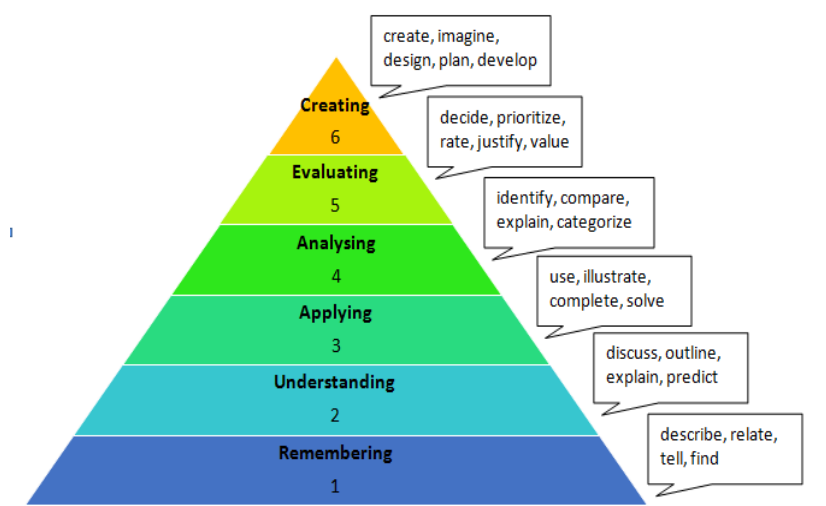 create, imagine,
design, plan, develop
Creating
6
decide, prioritize,
rate, justify, value
Evaluating
5
identify, compare,
explain, categorize
Analysing
4
use, illustrate,
complete, solve
Applying
3
discuss, outline,
explain, predict
Understanding
2
describe, relate,
tell, find
Remembering
1